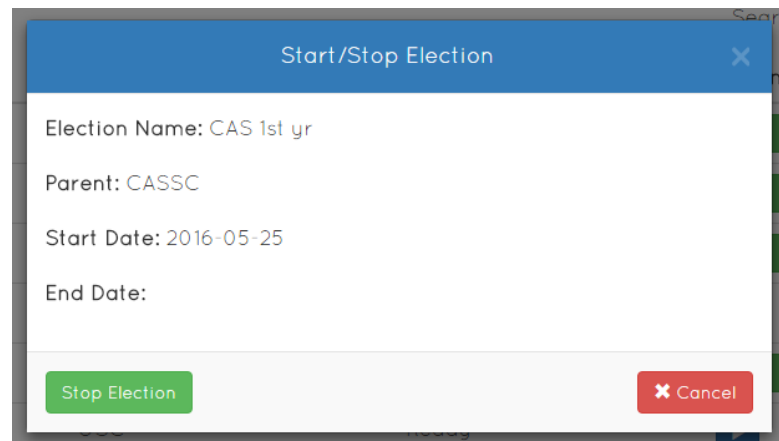 Start/Stop Election
Election Name: CAS 1st yr
Parent: CASSC
Start Date: 2016-05-25
End Date:
Stop Election
Cancel